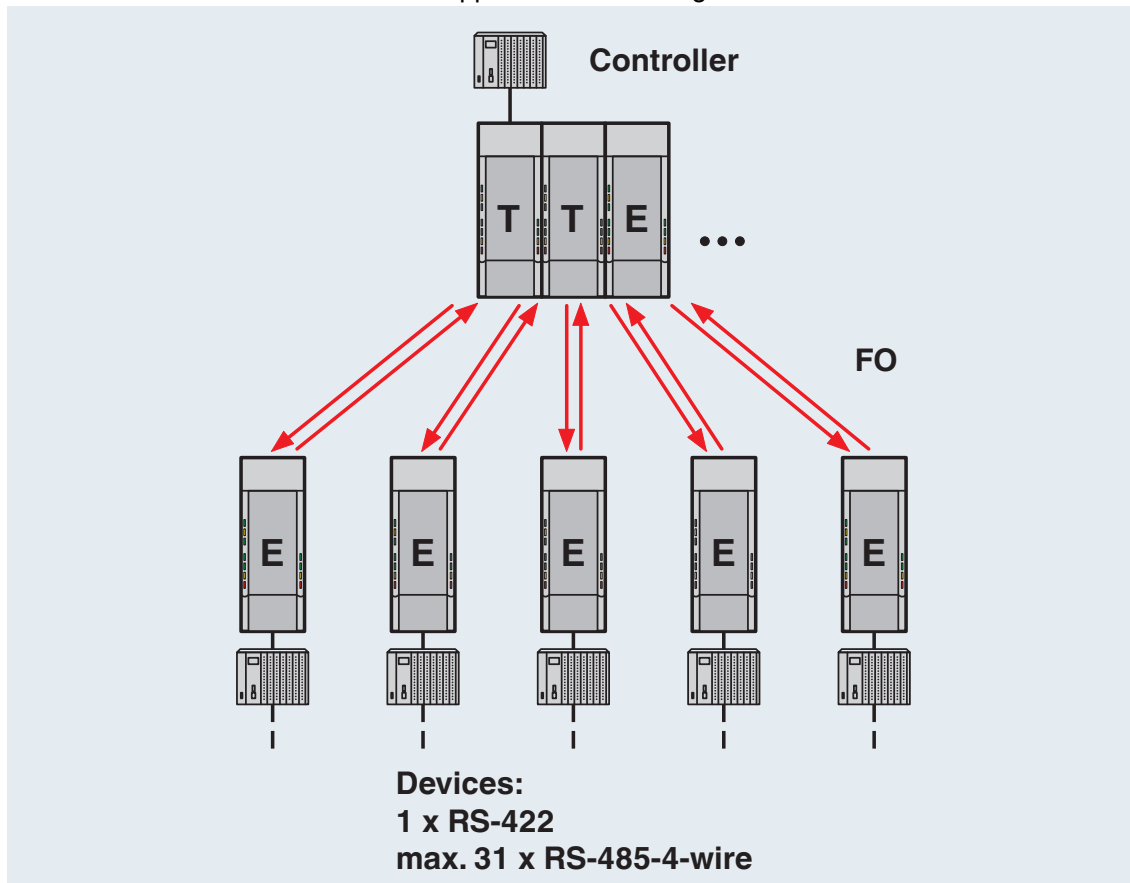 Controller
T T E ...
FO
E E E E E
Devices:
1 x RS-422
max. 31 x RS-485-4-wire